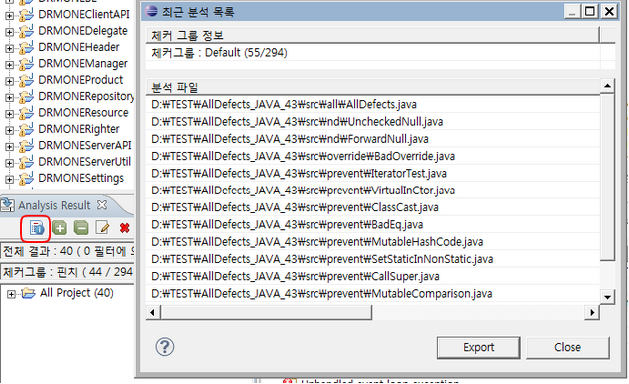 DRMONEClientAPI
DRMONEDelegate
DRMONEHeader
DRMONEManager
DRMONEProduct
DRMONERepository
DRMONEResource
DRMONERighter
DRMONEServerAPI
DRMONEServerUtil
DRMONESettings
Analysis Result
전체 결과 : 40 ( 0 필터에 의
체커그룹 : 핀치 ( 44 / 294
All Project (40)
최근 분석 목록
체커 그룹 정보
체커그룹 : Default (55/294)
분석 파일
D:₩TEST₩AllDefects_JAVA_43₩src₩all₩AllDefects.java
D:₩TEST₩AllDefects_JAVA_43₩src₩nd₩UncheckedNull.java
D:₩TEST₩AllDefects_JAVA_43₩src₩nd₩ForwardNull.java
D:₩TEST₩AllDefects_JAVA_43₩src₩override₩BadOverride.java
D:₩TEST₩AllDefects_JAVA_43₩src₩prevent₩IteratorTest.java
D:₩TEST₩AllDefects_JAVA_43₩src₩prevent₩VirtualInCtor.java
D:₩TEST₩AllDefects_JAVA_43₩src₩prevent₩ClassCast.java
D:₩TEST₩AllDefects_JAVA_43₩src₩prevent₩BadEq.java
D:₩TEST₩AllDefects_JAVA_43₩src₩prevent₩MutableHashCode.java
D:₩TEST₩AllDefects_JAVA_43₩src₩prevent₩SetStaticInNonStatic.java
D:₩TEST₩AllDefects_JAVA_43₩src₩prevent₩CallSuper.java
D:₩TEST₩AllDefects_JAVA_43₩src₩prevent₩MutableComparison.java
Export
Close